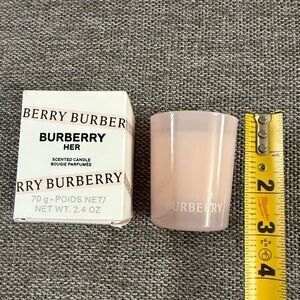 BERRY BURBER
BURBERRY
HER
SCENTED CANDLE
BOUGIE PARFUMÉE
RRY BURBERRY
70 g - POIDS NET/
NET WT. 2.4 OZ
BURBERRY
2
3
4